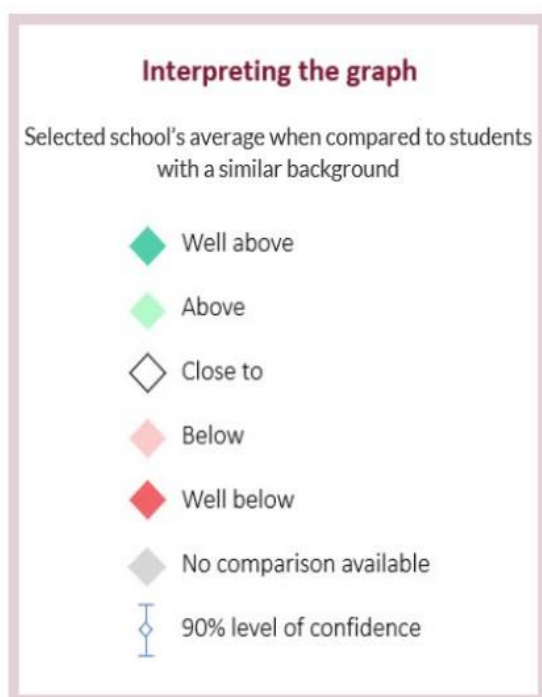 Interpreting the graph
Selected school's average when compared to students
with a similar background
Well above
Above
Close to
Below
Well below
No comparison available
90% level of confidence